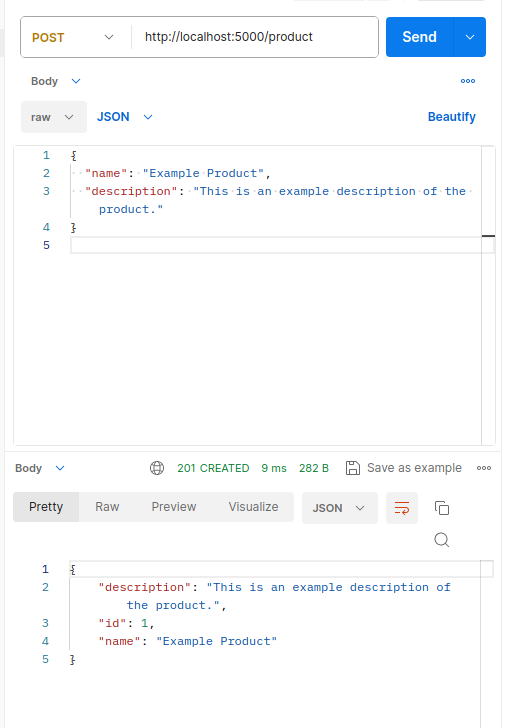 POST http://localhost:5000/product Send
Body
raw JSON Beautify
1 {
2 "name": "Example Product",
3 "description": "This is an example description of the
product."
4 }
5
Body 201 CREATED 9 ms 282 B Save as example
Pretty Raw Preview Visualize JSON
1 {
2 "description": "This is an example description of
the product.",
3 "id": 1,
4 "name": "Example Product"
5 }